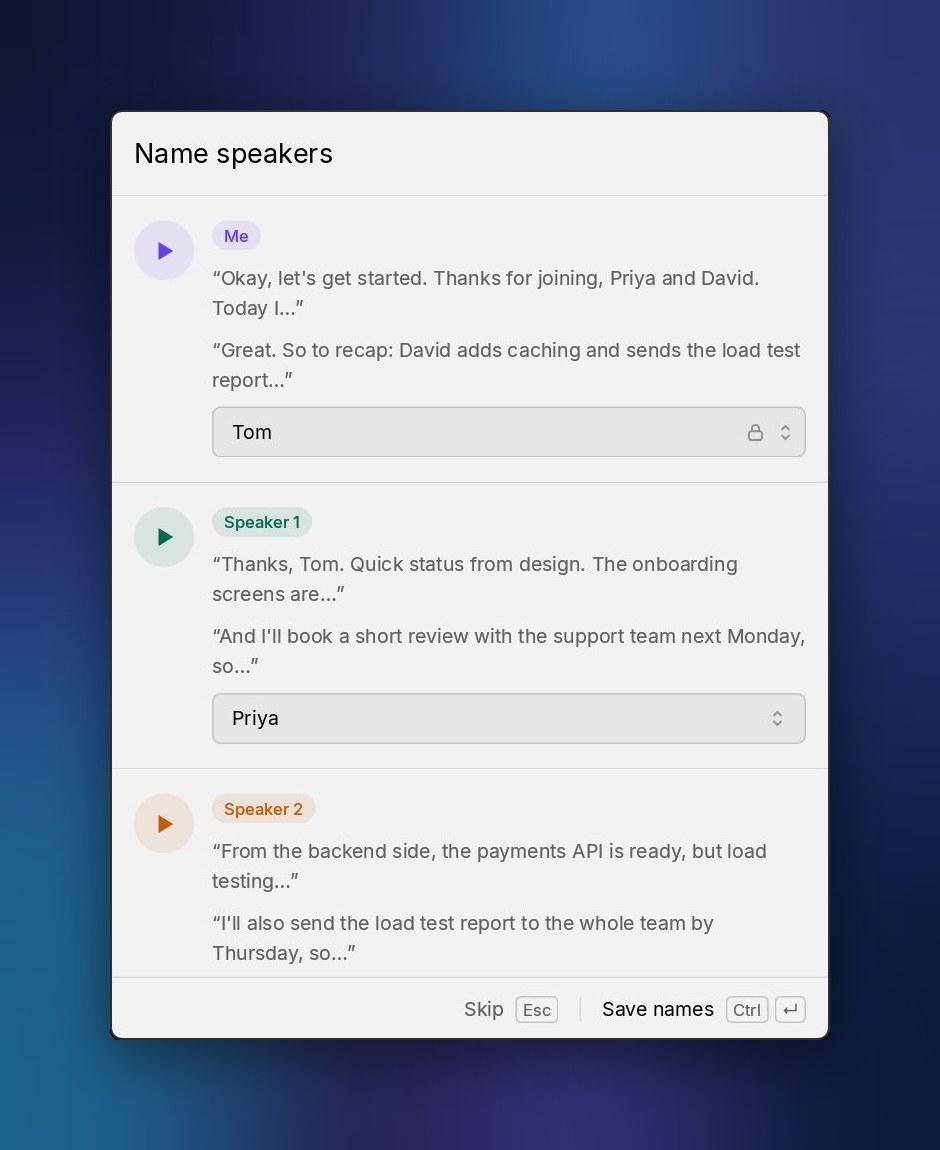 Name speakers
Me
“Okay, let's get started. Thanks for joining, Priya and David.
Today I...”
“Great. So to recap: David adds caching and sends the load test
report...”
Tom
Speaker 1
“Thanks, Tom. Quick status from design. The onboarding
screens are...”
“And I'll book a short review with the support team next Monday,
so...”
Priya
Speaker 2
“From the backend side, the payments API is ready, but load
testing...”
“I'll also send the load test report to the whole team by
Thursday, so...”
Skip Esc Save names Ctrl ↵